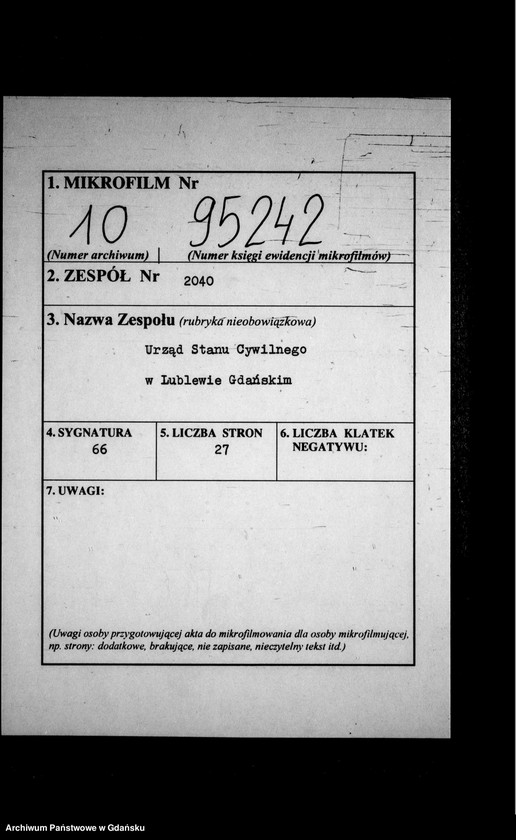 1. MIKROFILM Nr
10 95242
(Numer archiwum) | (Numer księgi ewidencji mikrofilmów)
2. ZESPÓŁ Nr 2040
3. Nazwa Zespołu (rubryka nieobowiązkowa)
Urząd Stanu Cywilnego
w Lublewie Gdańskim
4. SYGNATURA 5. LICZBA STRON 6. LICZBA KLATEK
66 27 NEGATYWU:
7. UWAGI:
(Uwagi osoby przygotowującej akta do mikrofilmowania dla osoby mikrofilmującej,
np. strony: dodatkowe, brakujące, nie zapisane, nieczytelny tekst itd.)
Archiwum Państwowe w Gdańsku